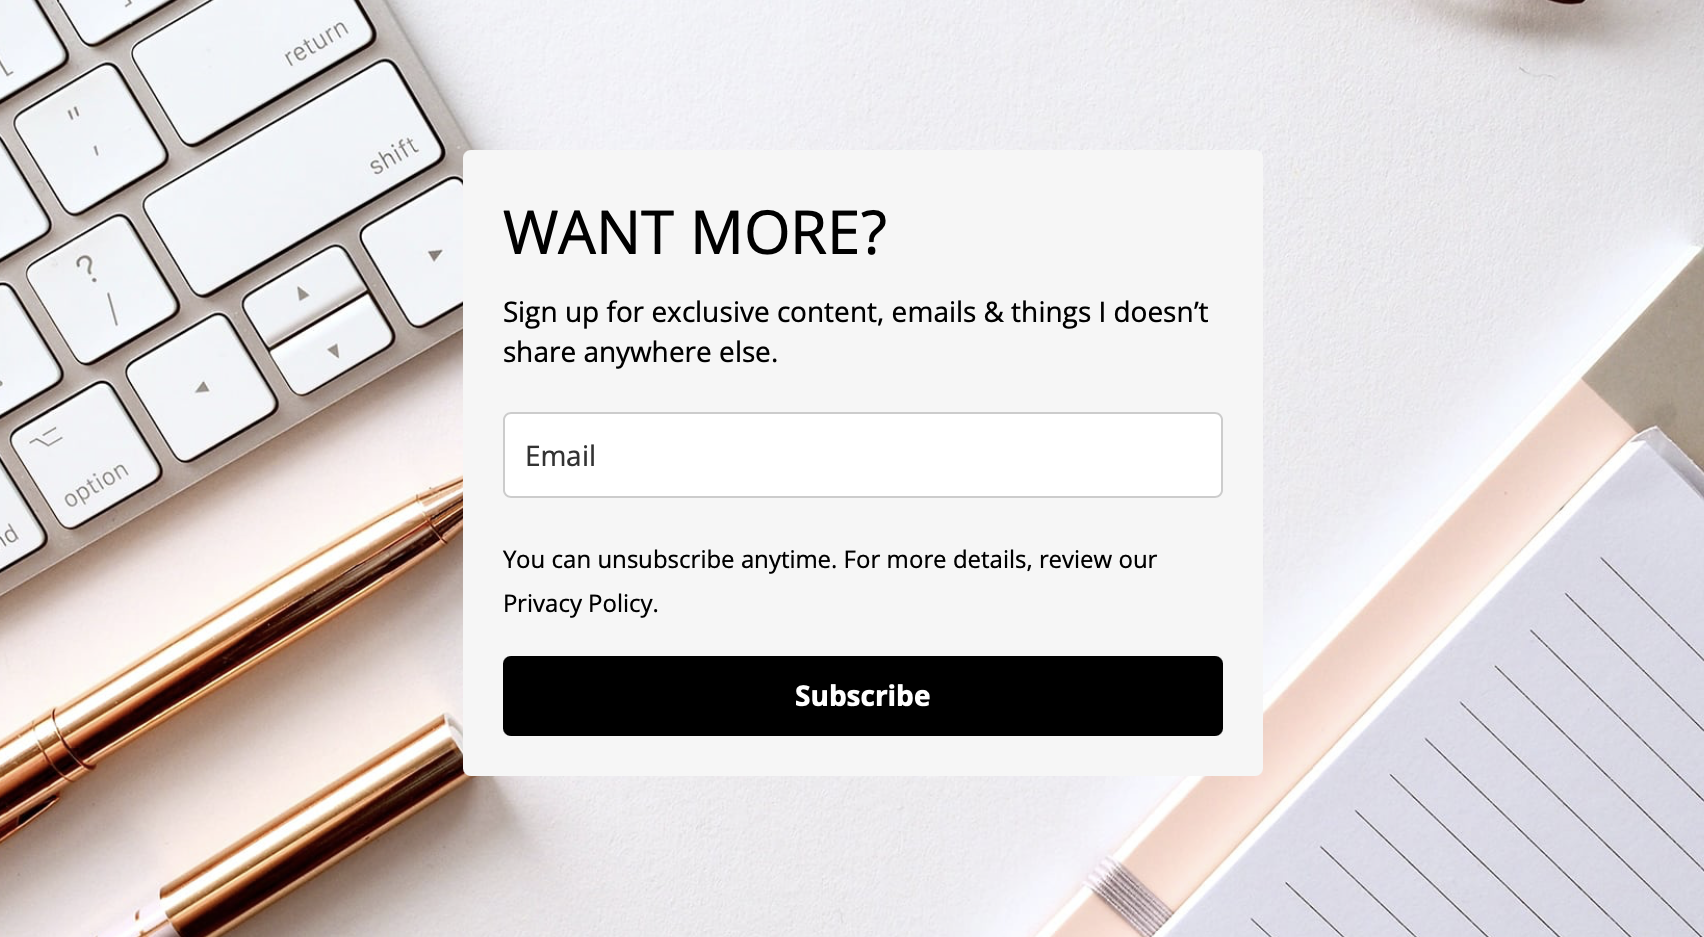 return
shift
"
,
?
/
option
WANT MORE?
Sign up for exclusive content, emails & things I doesn’t
share anywhere else.
Email
You can unsubscribe anytime. For more details, review our
Privacy Policy.
Subscribe